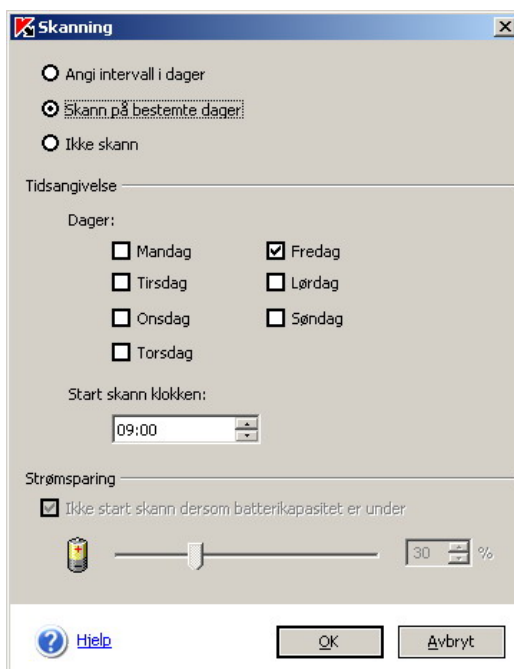 Skanning
Angi intervall i dager
Skann på bestemte dager
Ikke skann
Tidsangivelse
Dager:
Mandag
Fredag
Tirsdag
Lørdag
Onsdag
Søndag
Torsdag
Start skann klokken:
09:00
Strømsparing
Ikke start skann dersom batterikapasitet er under
30 %
Hjelp
OK
Avbryt